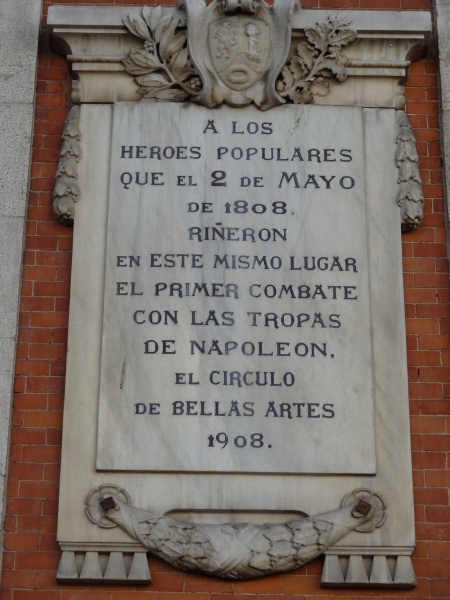 A LOS
HEROES POPULARES
QUE EL 2 DE MAYO
DE 1808.
RIÑERON
EN ESTE MISMO LUGAR
EL PRIMER COMBATE
CON LAS TROPAS
DE NAPOLEON,
EL CIRCULO
DE BELLAS ARTES
1908.